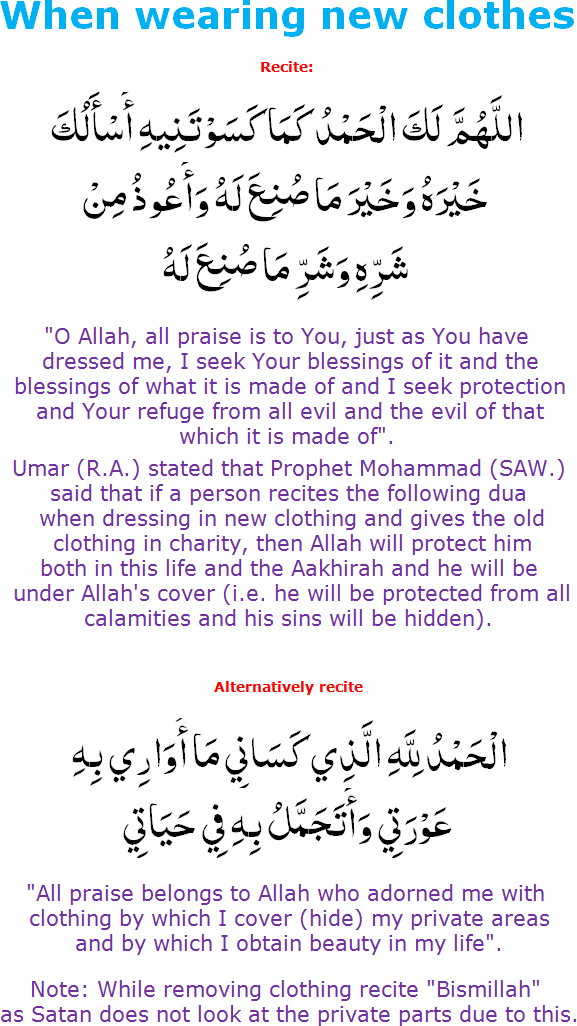 When wearing new clothes
Recite:
اللَّهُمَّ لَكَ الْحَمْدُ كَمَا كَسَوْتَنِيهِ أَسْأَلُكَ
خَيْرَهُ وَخَيْرَ مَا صُنِعَ لَهُ وَأَعُوذُ مِنْ
شَرِّهِ وَشَرِّ مَا صُنِعَ لَهُ
"O Allah, all praise is to You, just as You have
dressed me, I seek Your blessings of it and the
blessings of what it is made of and I seek protection
and Your refuge from all evil and the evil of that
which it is made of".
Umar (R.A.) stated that Prophet Mohammad (SAW.)
said that if a person recites the following dua
when dressing in new clothing and gives the old
clothing in charity, then Allah will protect him
both in this life and the Aakhirah and he will be
under Allah's cover (i.e. he will be protected from all
calamities and his sins will be hidden).
Alternatively recite
الْحَمْدُ لِلَّهِ الَّذِي كَسَانِي مَا أُوَارِي بِهِ
عَوْرَتِي وَأَتَجَمَّلُ بِهِ فِي حَيَاتِي
"All praise belongs to Allah who adorned me with
clothing by which I cover (hide) my private areas
and by which I obtain beauty in my life".
Note: While removing clothing recite "Bismillah"
as Satan does not look at the private parts due to this.